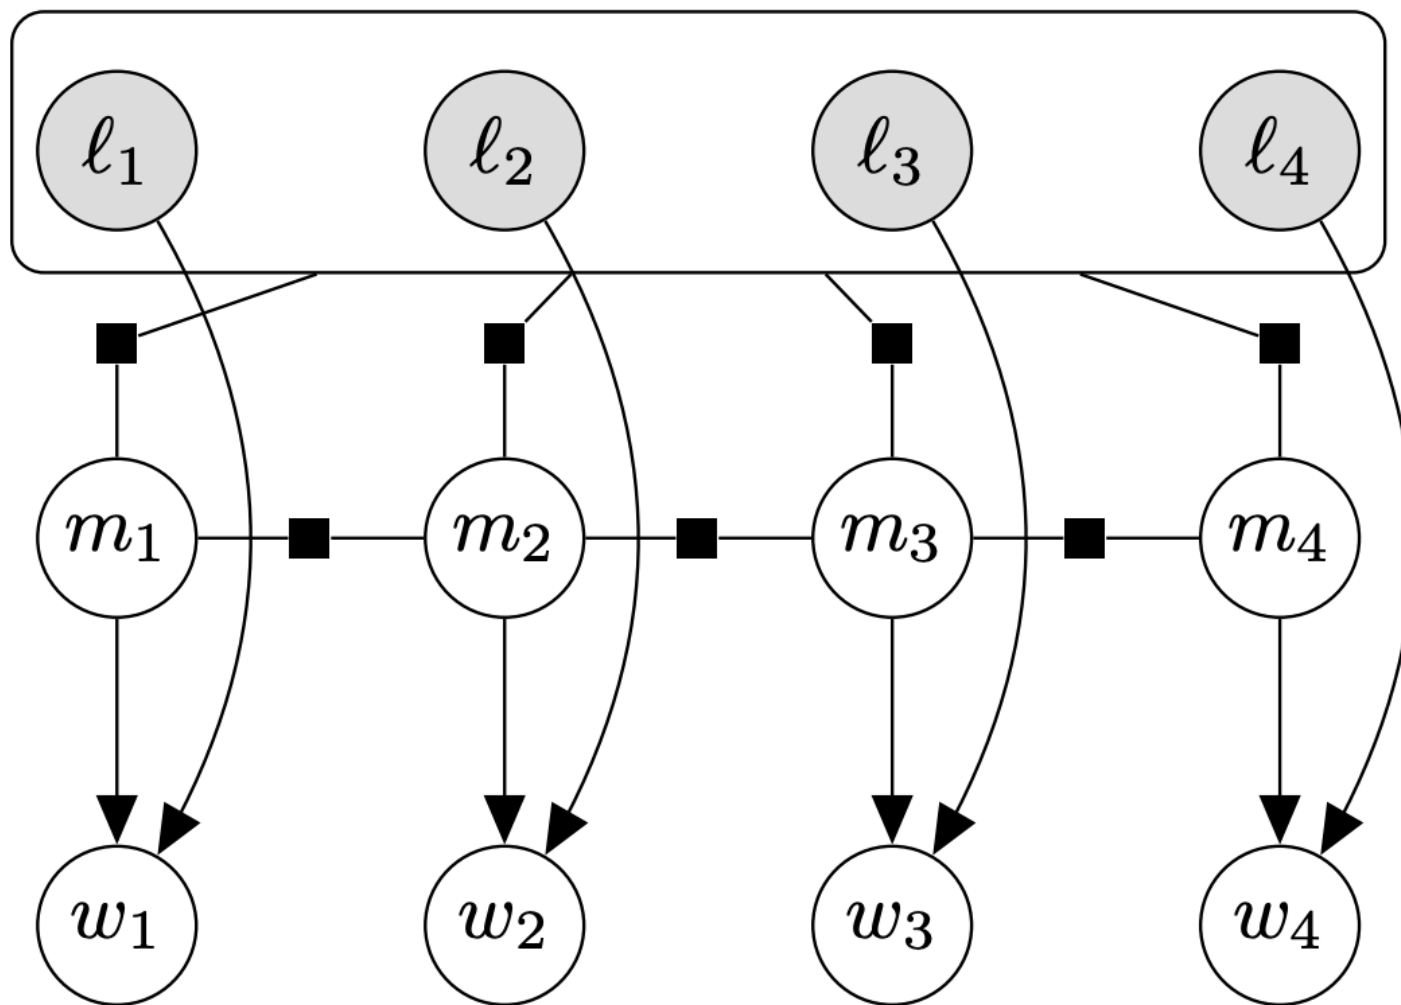 ℓ₁ ℓ₂ ℓ₃ ℓ₄
m₁ m₂ m₃ m₄
w₁ w₂ w₃ w₄